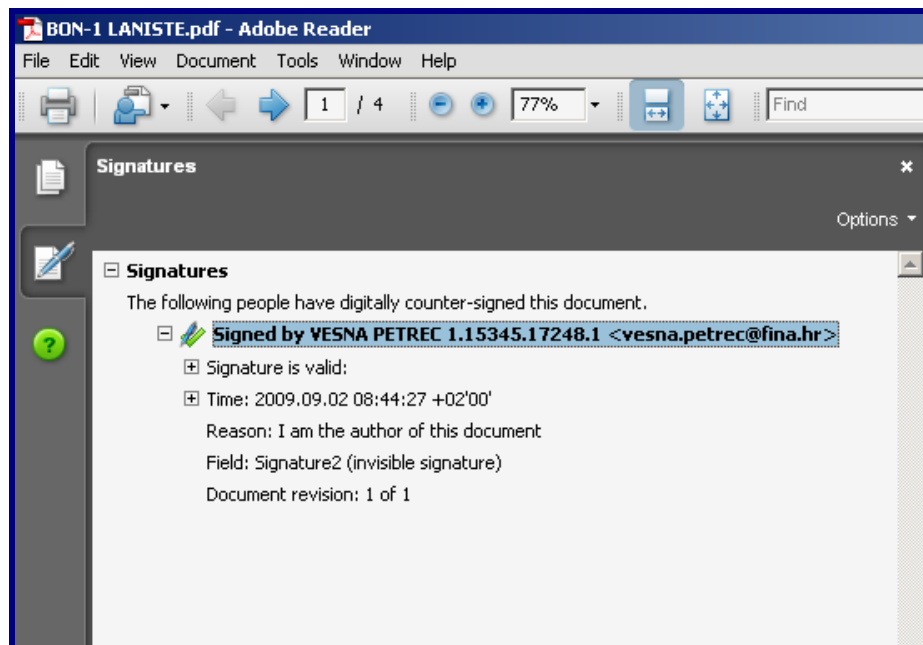 BON-1 LANISTE.pdf - Adobe Reader
File Edit View Document Tools Window Help
1 / 4 77% Find
Signatures
Options
Signatures
The following people have digitally counter-signed this document.
Signed by VESNA PETREC 1.15345.17248.1 <vesna.petrec@fina.hr>
Signature is valid:
Time: 2009.09.02 08:44:27 +02'00'
Reason: I am the author of this document
Field: Signature2 (invisible signature)
Document revision: 1 of 1